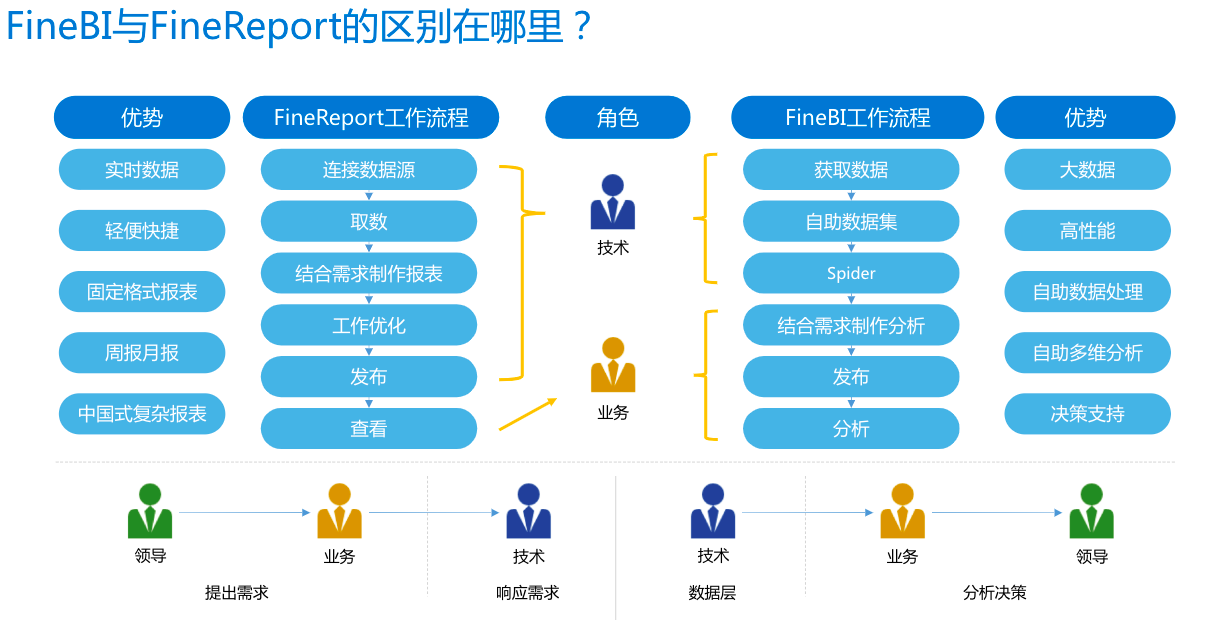 FineBI与FineReport的区别在哪里？
优势
FineReport工作流程
角色
FineBI工作流程
优势
实时数据
连接数据源
获取数据
大数据
轻便快捷
取数
技术
自助数据集
高性能
固定格式报表
结合需求制作报表
Spider
自助数据处理
周报月报
工作优化
结合需求制作分析
自助多维分析
发布
发布
中国式复杂报表
查看
业务
分析
决策支持
领导
业务
技术
技术
业务
领导
提出需求
响应需求
数据层
分析决策